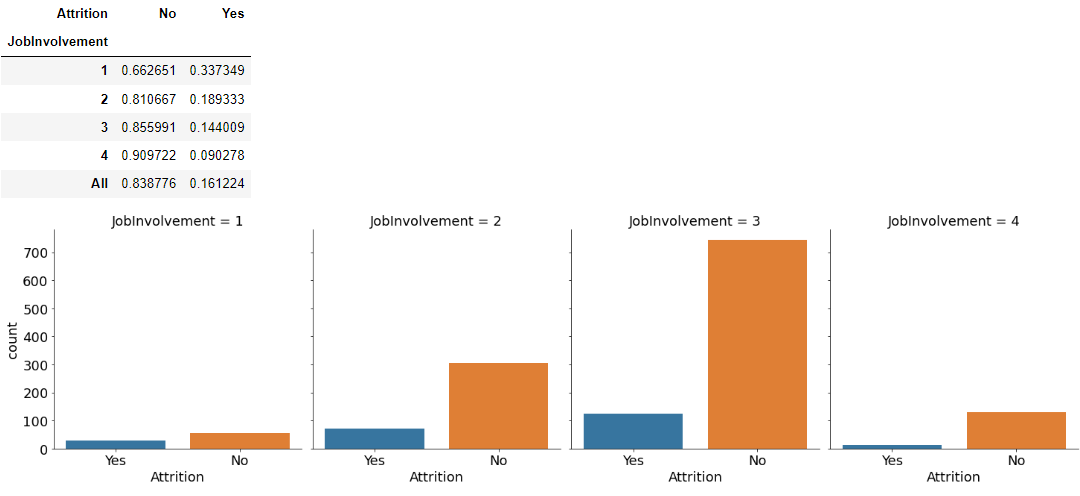 Attrition No Yes
JobInvolvement
1 0.662651 0.337349
2 0.810667 0.189333
3 0.855991 0.144009
4 0.909722 0.090278
All 0.838776 0.161224
JobInvolvement = 1 JobInvolvement = 2 JobInvolvement = 3 JobInvolvement = 4
700
600
500
400
300
200
100
0
count
Yes No Yes No Yes No Yes No
Attrition Attrition Attrition Attrition